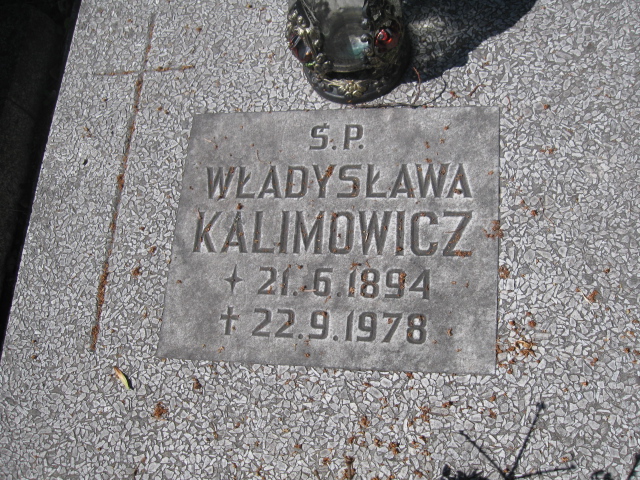 Ś.P.
WŁADYSŁAWA
KALIMOWICZ
+ 21.6.1894
† 22.9.1978